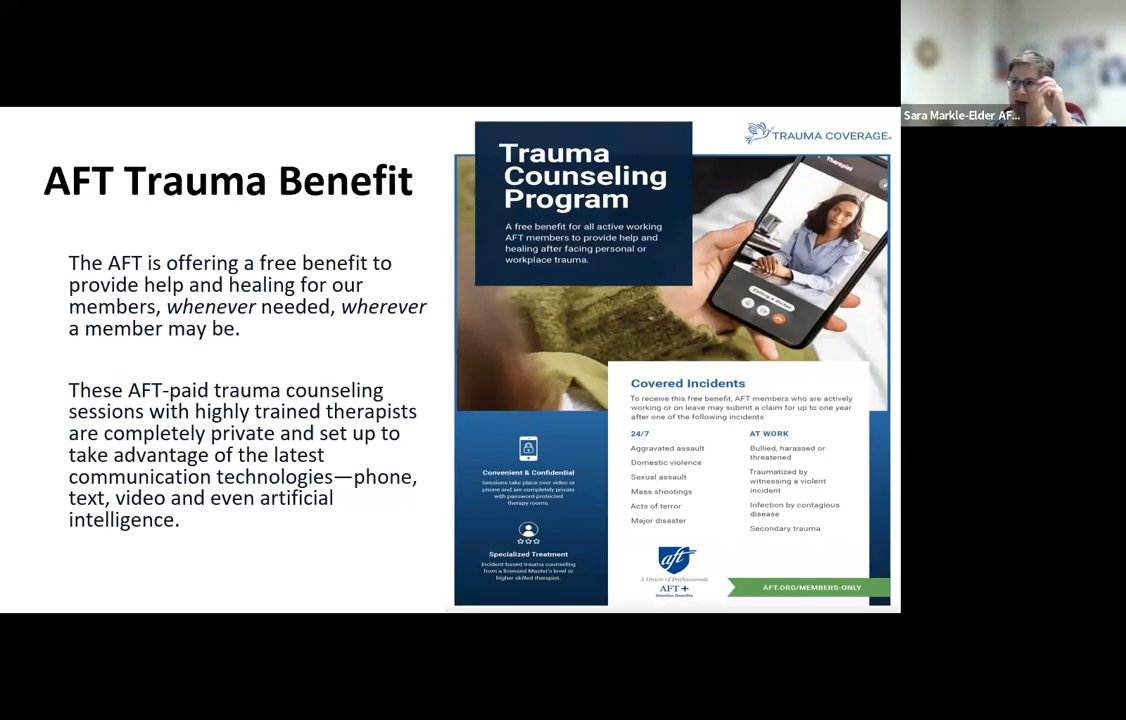 Sara Markle-Elder AF...
AFT Trauma Benefit
The AFT is offering a free benefit to
provide help and healing for our
members, whenever needed, wherever
a member may be.
These AFT-paid trauma counseling
sessions with highly trained therapists
are completely private and set up to
take advantage of the latest
communication technologies—phone,
text, video and even artificial
intelligence.
TRAUMA COVERAGE
Trauma
Counseling
Program
A free benefit for all active working
AFT members to provide help and
healing after facing personal or
workplace trauma.
Therapist
Calling a doctor
Convenient & Confidential
Sessions take place over video or
phone and are completely private
with password-protected
therapy rooms.
Specialized Treatment
Incident-based trauma counseling
from a licensed Master's level or
higher skilled therapist.
Covered Incidents
To receive this free benefit, AFT members who are actively
working or on leave may submit a claim for up to one year
after one of the following incidents:
24/7
Aggravated assault
Domestic violence
Sexual assault
Mass shootings
Acts of terror
Major disaster
AT WORK
Bullied, harassed or
threatened
Traumatized by
witnessing a violent
incident
Infection by contagious
disease
Secondary trauma
aft
A Union of Professionals
AFT +
Member Benefits
AFT.ORG/MEMBERS-ONLY